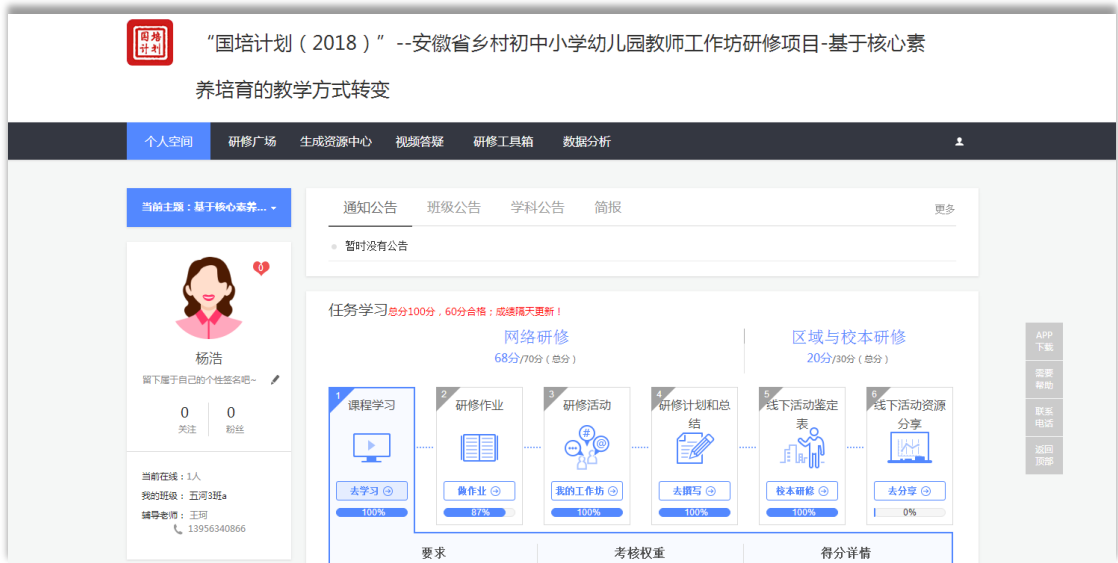 国培
计划
“国培计划（2018）”--安徽省乡村初中小学幼儿园教师工作坊研修项目-基于核心素
养培育的教学方式转变
个人空间 研修广场 生成资源中心 视频答疑 研修工具箱 数据分析
当前主题：基于核心素养...
通知公告 班级公告 学科公告 简报 更多
暂时没有公告
0
杨浩
留下属于自己的个性签名吧~
0 0
关注 粉丝
当前在线：1人
我的班级：五河3班a
辅导老师：王珂
13956340866
任务学习总分100分，60分合格；成绩隔天更新！
网络研修 区域与校本研修
68分/70分（总分） 20分/30分（总分）
1 2 3 4 5 6
课程学习 研修作业 研修活动 研修计划和总结 线下活动鉴定表 线下活动资源分享
去学习 做作业 我的工作坊 去撰写 校本研修 去分享
100% 87% 100% 100% 100% 0%
要求 考核权重 得分详情
APP
下载
需要
帮助
联系
电话
返回
顶部